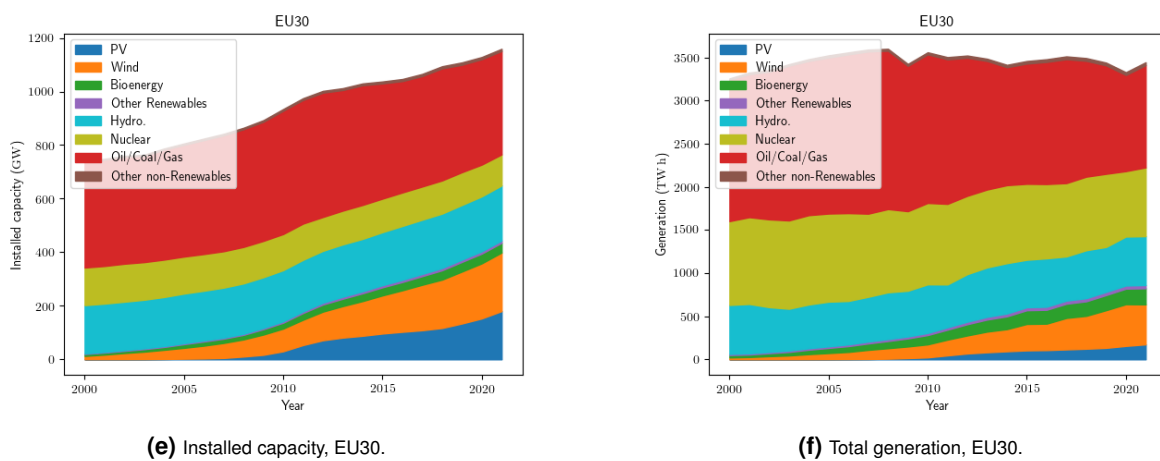 EU30
1200
1000
800
600
400
200
0
Installed capacity (GW)
PV
Wind
Bioenergy
Other Renewables
Hydro.
Nuclear
Oil/Coal/Gas
Other non-Renewables
2000 2005 2010 2015 2020
Year
(e) Installed capacity, EU30.
EU30
3500
3000
2500
2000
1500
1000
500
0
Generation (TW h)
PV
Wind
Bioenergy
Other Renewables
Hydro.
Nuclear
Oil/Coal/Gas
Other non-Renewables
2000 2005 2010 2015 2020
Year
(f) Total generation, EU30.